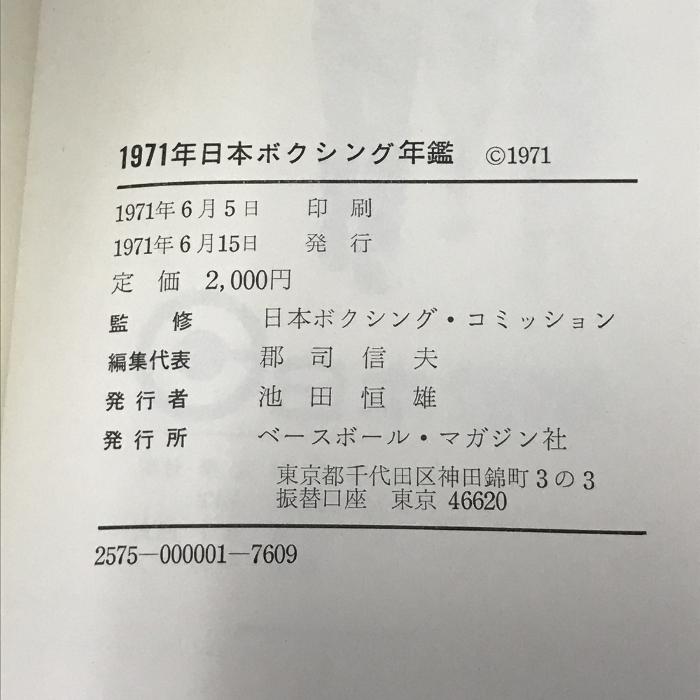 1971年日本ボクシング年鑑 ©1971
1971年6月5日 印刷
1971年6月15日 発行
定価 2,000円
監修 日本ボクシング・コミッション
編集代表 郡司信夫
発行者 池田恒雄
発行所 ベースボール・マガジン社
東京都千代田区神田錦町3の3
振替口座 東京 46620
2575―000001―7609